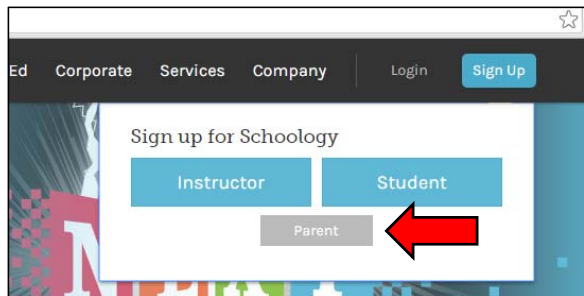 Ed Corporate Services Company Login Sign Up
Sign up for Schoology
Instructor Student
Parent